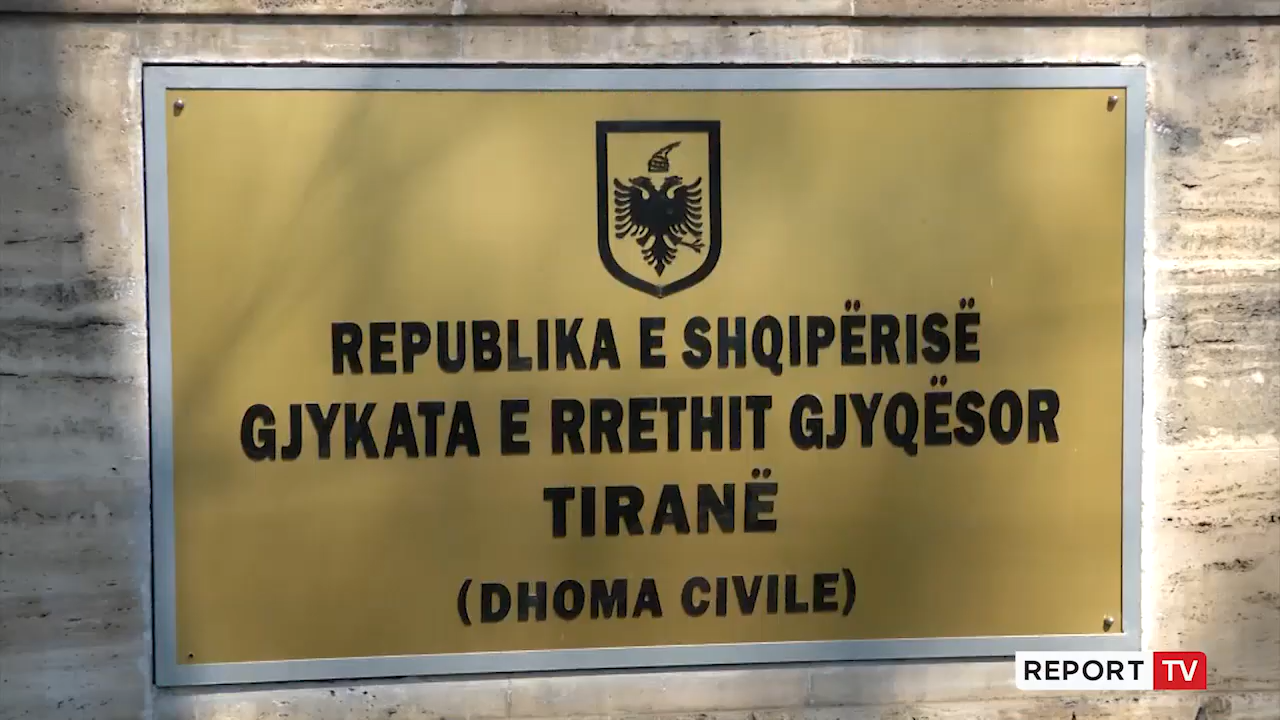 REPUBLIKA E SHQIPËRISË
GJYKATA E RRETHIT GJYQËSOR
TIRANË
(DHOMA CIVILE)
REPORT TV